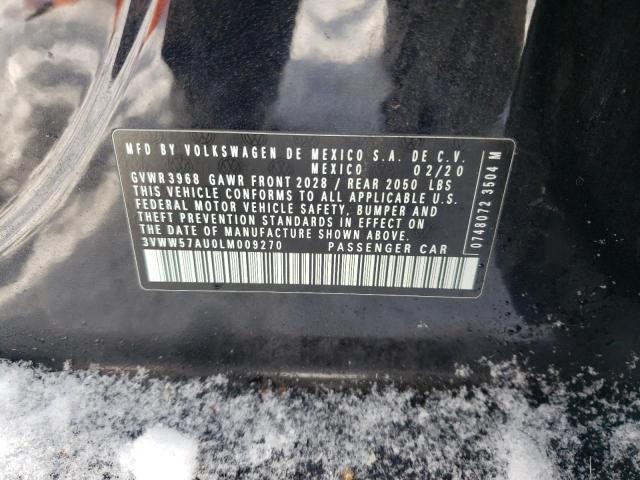 MFD BY VOLKSWAGEN DE MEXICO S.A. DE C.V.
MEXICO 02/20
GVWR 3968 GAWR FRONT 2028 / REAR 2050 LBS
THIS VEHICLE CONFORMS TO ALL APPLICABLE U.S.
FEDERAL MOTOR VEHICLE SAFETY, BUMPER AND
THEFT PREVENTION STANDARDS IN EFFECT ON
THE DATE OF MANUFACTURE SHOWN ABOVE.
3VWW57AU0LM009270 PASSENGER CAR
0748072 3504 M